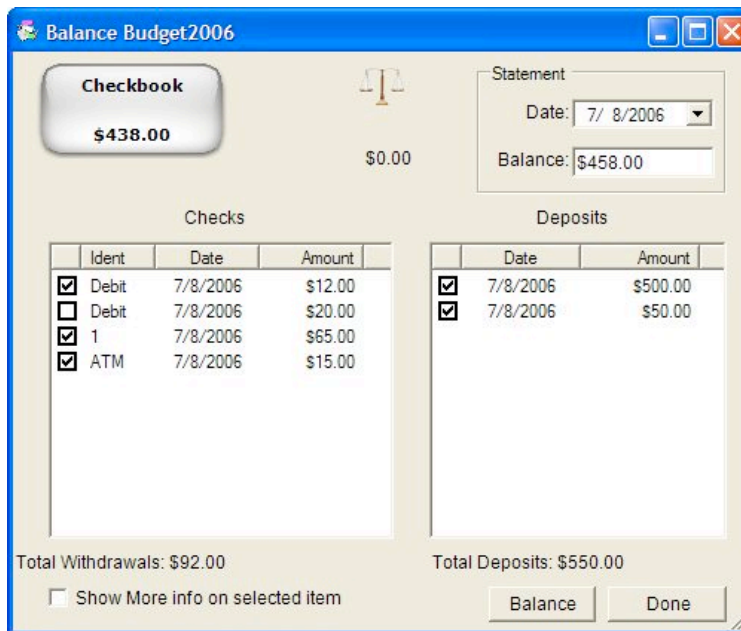 Balance Budget2006
Checkbook
$438.00
$0.00
Statement
Date: 7/ 8/2006
Balance: $458.00
Checks
Ident Date Amount
Debit 7/8/2006 $12.00
Debit 7/8/2006 $20.00
1 7/8/2006 $65.00
ATM 7/8/2006 $15.00
Total Withdrawals: $92.00
Deposits
Date Amount
7/8/2006 $500.00
7/8/2006 $50.00
Total Deposits: $550.00
Show More info on selected item
Balance Done